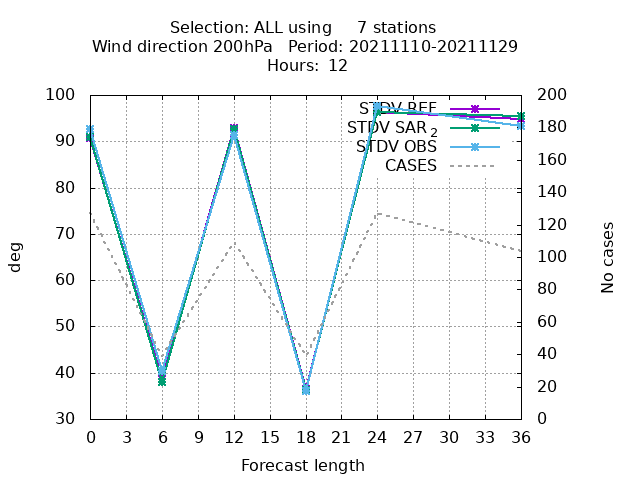 Selection: ALL using     7 stations
Wind direction 200hPa   Period: 20211110-20211129
Hours: 12
100
90
80
70
60
50
40
30
deg
200
180
160
140
120
100
80
60
40
20
0
No cases
STDV REF
STDV SAR 2
STDV OBS
CASES
0 3 6 9 12 15 18 21 24 27 30 33 36
Forecast length